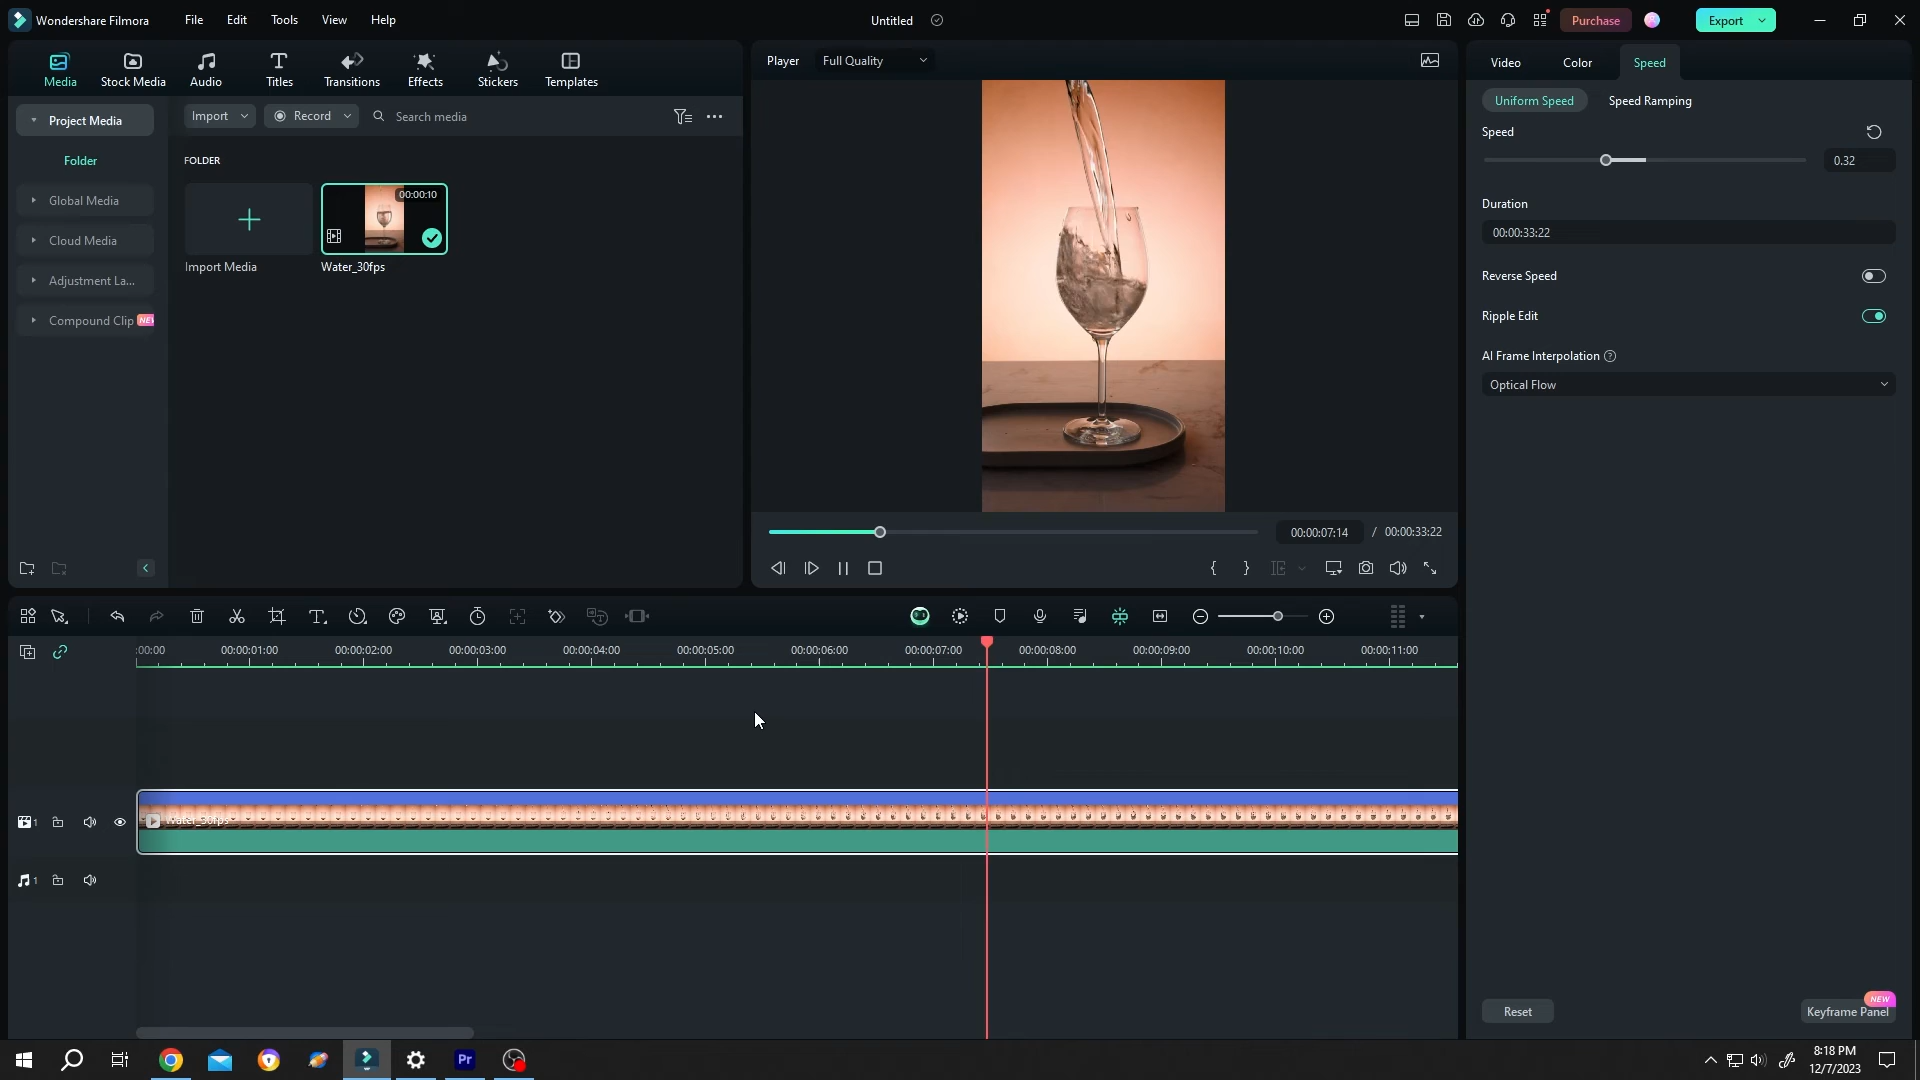 Wondershare Filmora File Edit Tools View Help Untitled Purchase Export
Media Stock Media Audio Titles Transitions Effects Stickers Templates
Player Full Quality
Video Color Speed
Project Media
Folder
Global Media
Cloud Media
Adjustment La...
Compound Clip NEW
Import Record Search media
FOLDER
00:00:10
Import Media Water_30fps
00:00:07:14 / 00:00:33:22
Uniform Speed Speed Ramping
Speed
0.32
Duration
00:00:33:22
Reverse Speed
Ripple Edit
AI Frame Interpolation ?
Optical Flow
:00:00 00:00:01:00 00:00:02:00 00:00:03:00 00:00:04:00 00:00:05:00 00:00:06:00 00:00:07:00 00:00:08:00 00:00:09:00 00:00:10:00 00:00:11:00
1 Water_30fps
1
NEW
Reset Keyframe Panel
Pr
8:18 PM
12/7/2023